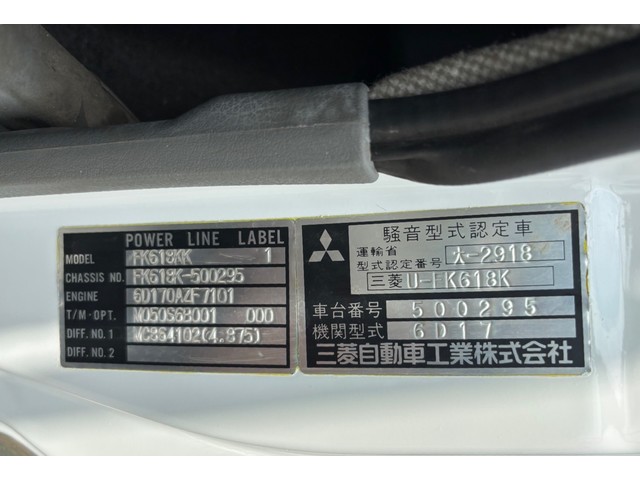 POWER LINE LABEL
MODEL FK618KK 1
CHASSIS NO. FK618K-500295
ENGINE 6D170AZF7101
T/M・OPT. M050S6B001 000
DIFF. NO.1 MC864102(4.875)
DIFF. NO.2
騒音型式認定車
運輸省
型式認定番号 大-2918
三菱U-FK618K
車台番号 500295
機関型式 6D17
三菱自動車工業株式会社